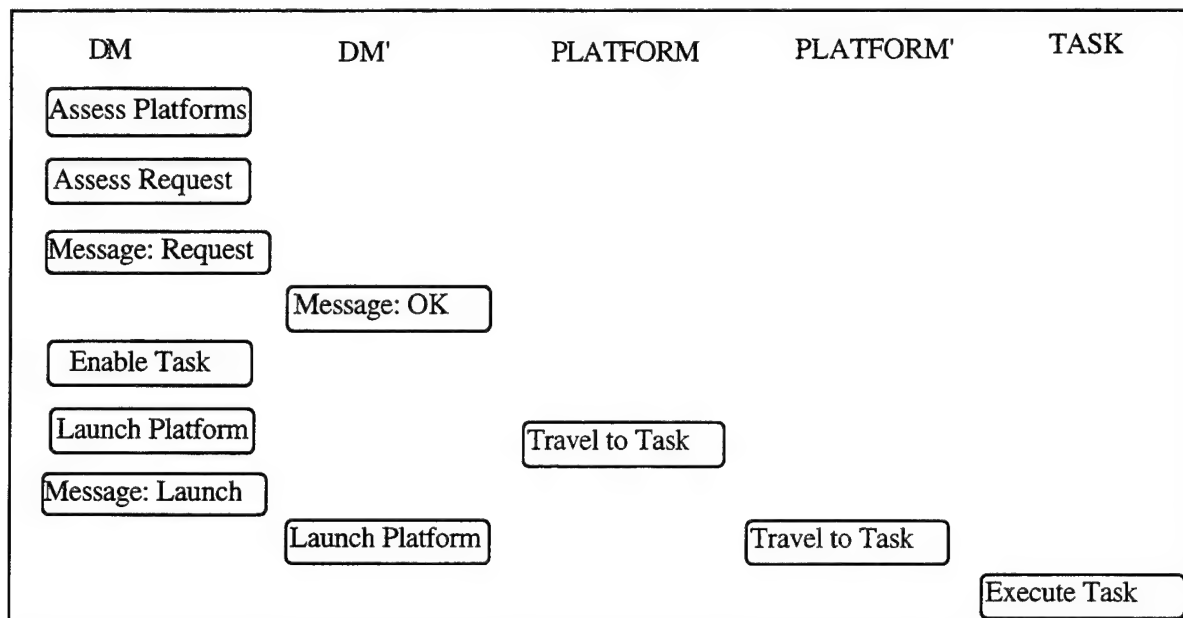 DM DM' PLATFORM PLATFORM' TASK
Assess Platforms
Assess Request
Message: Request
Message: OK
Enable Task
Launch Platform Travel to Task
Message: Launch
Launch Platform Travel to Task
Execute Task